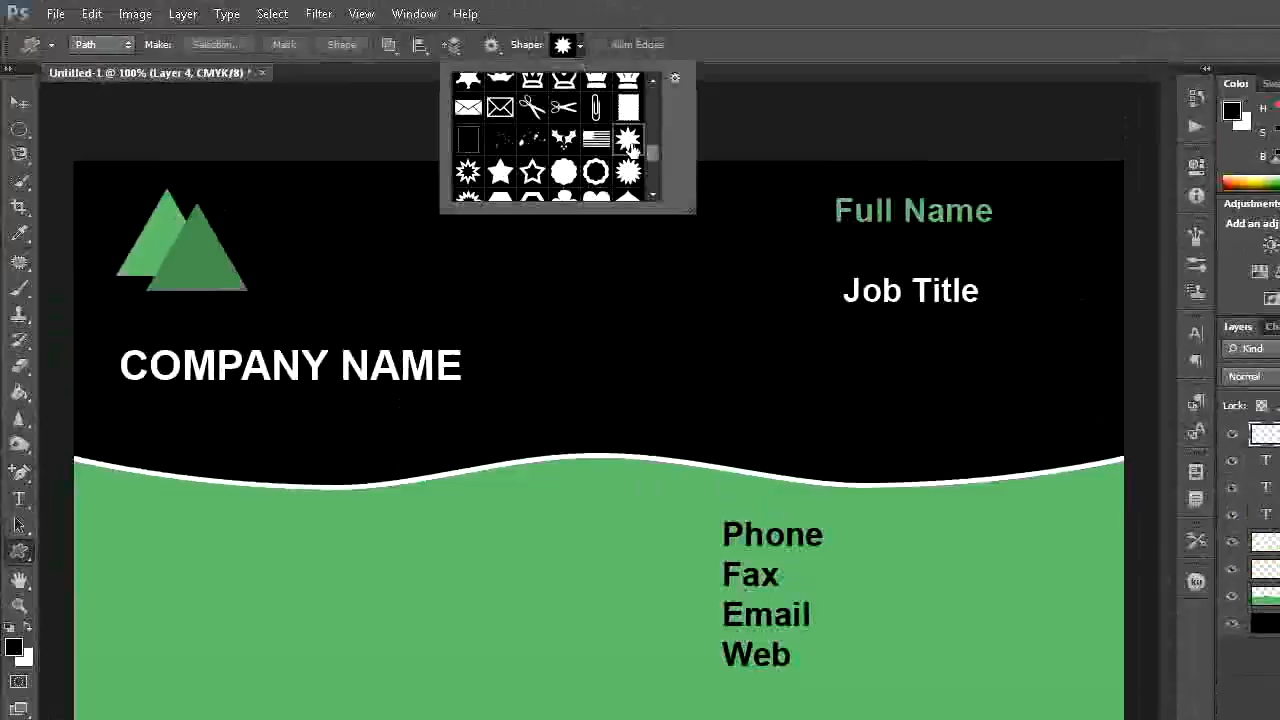 Ps File Edit Image Layer Type Select Filter View Window Help
Path Make: Selection... Mask Shape Shape: Align Edges
Untitled-1 @ 100% (Layer 4, CMYK/8) * ×
Color
H
S
B
Adjustments
Add an adj
Layers
Kind
Normal
Lock:
T
T
T
Full Name
Job Title
COMPANY NAME
Phone
Fax
Email
Web